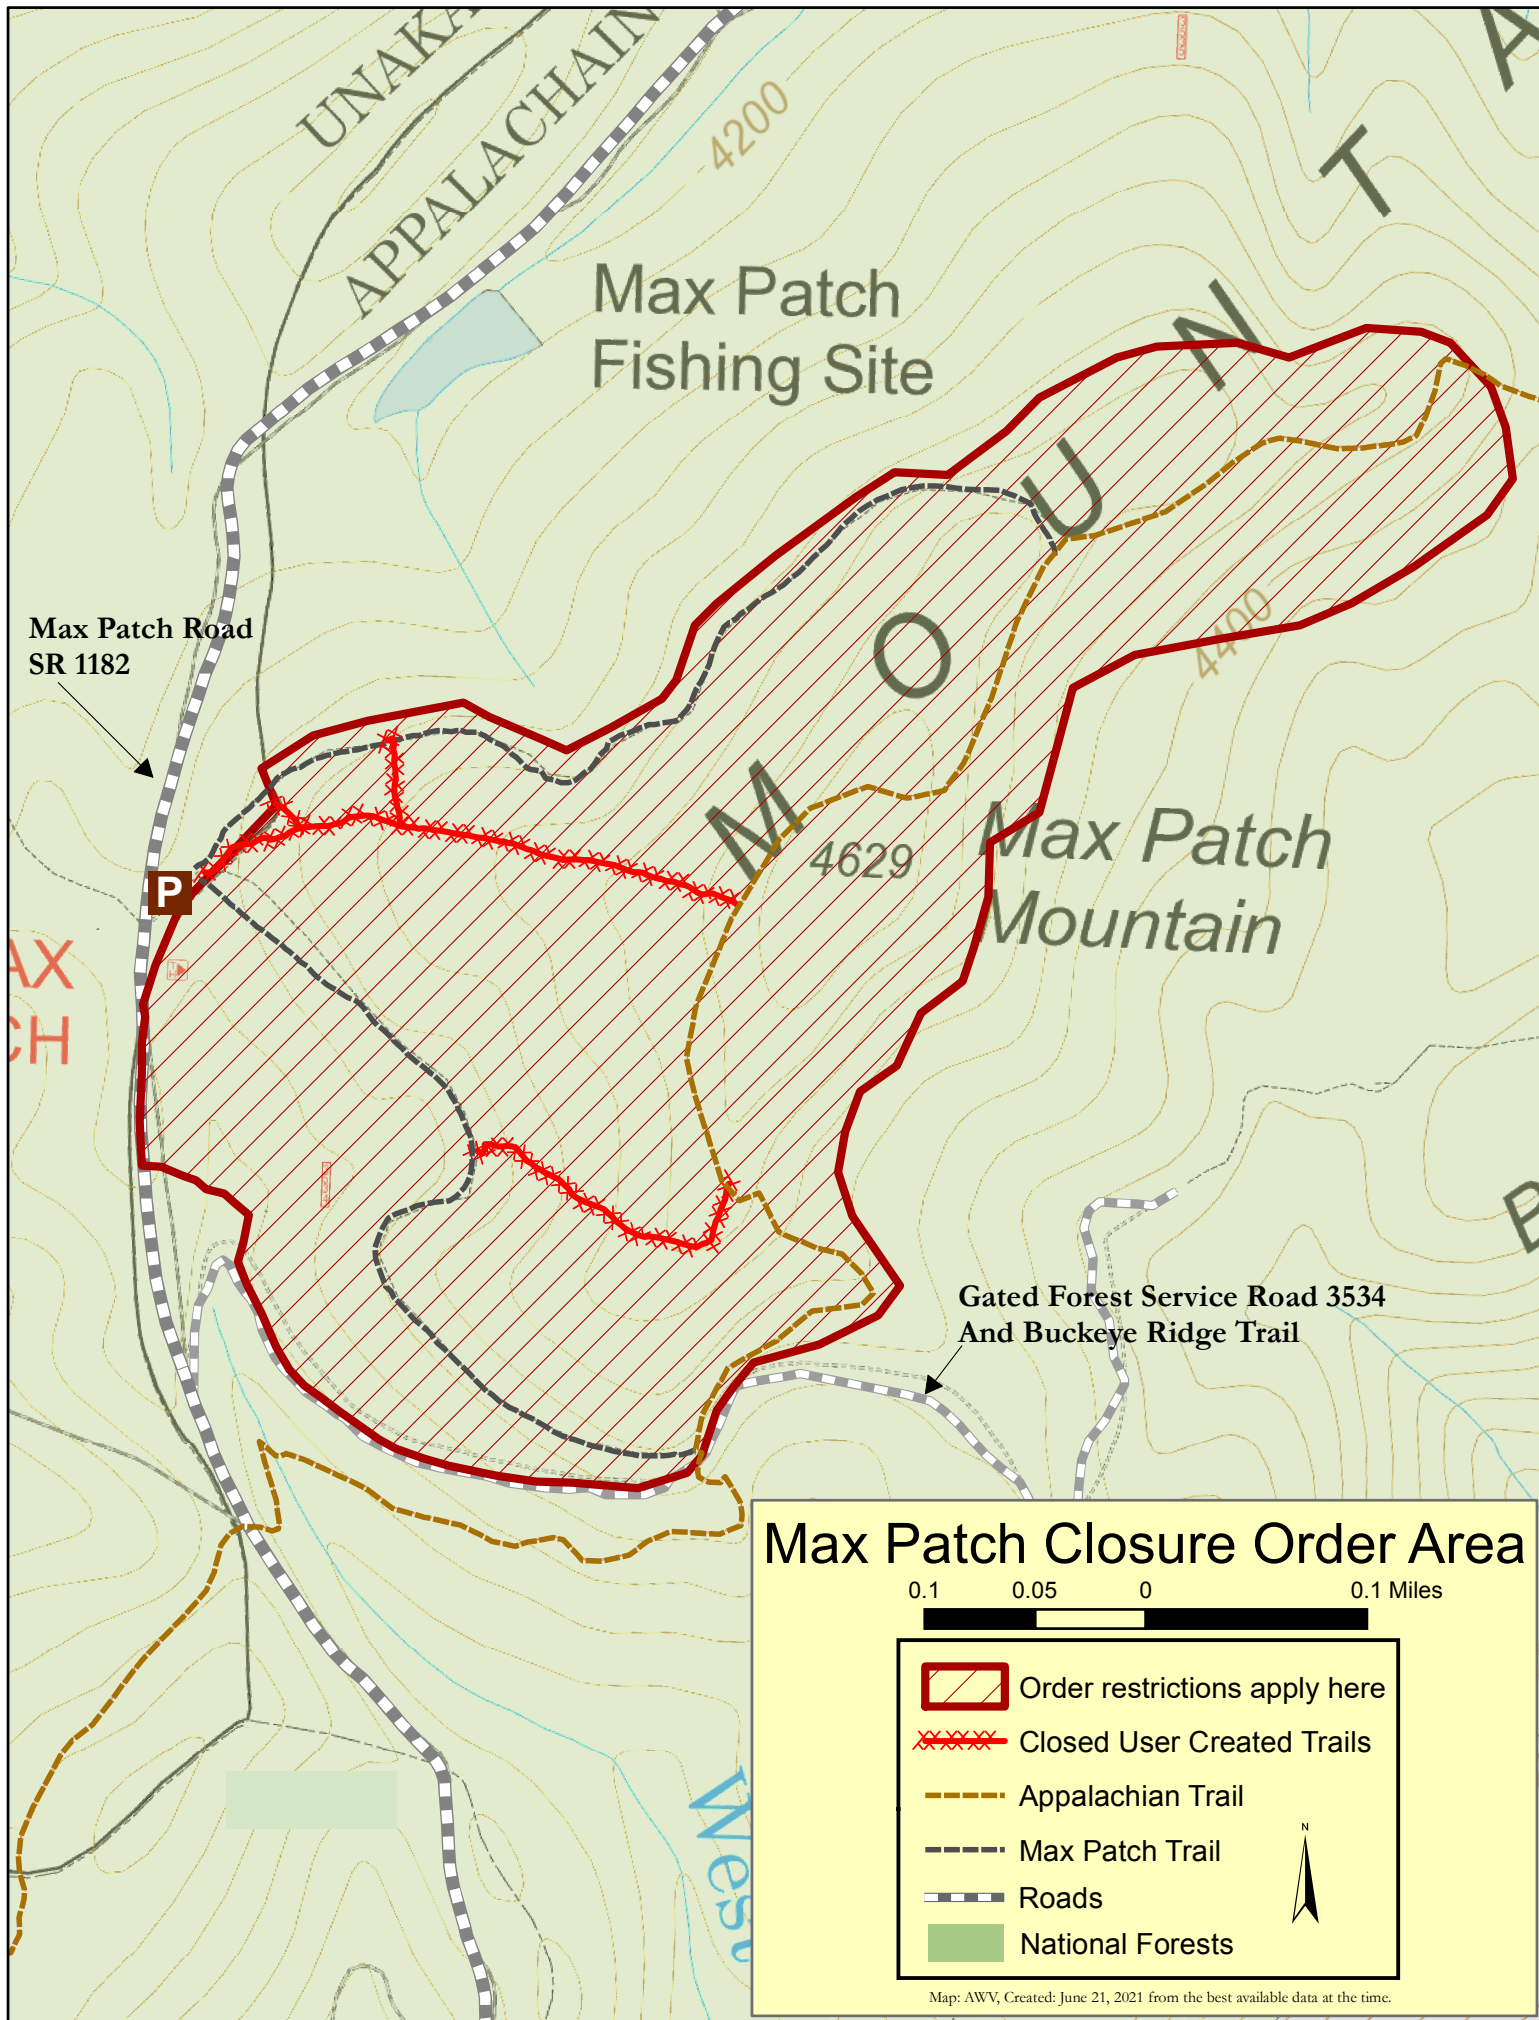 UNAKA
APPALACHAIN
4200
A
T
N
U
O
M
Max Patch
Fishing Site
Max Patch Road
SR 1182
4400
4629
Max Patch
Mountain
P
AX
CH
B
Gated Forest Service Road 3534
And Buckeye Ridge Trail
West
Max Patch Closure Order Area
0.1 0.05 0 0.1 Miles
Order restrictions apply here
Closed User Created Trails
Appalachian Trail
Max Patch Trail
Roads
National Forests
N
Map: AWV, Created: June 21, 2021 from the best available data at the time.